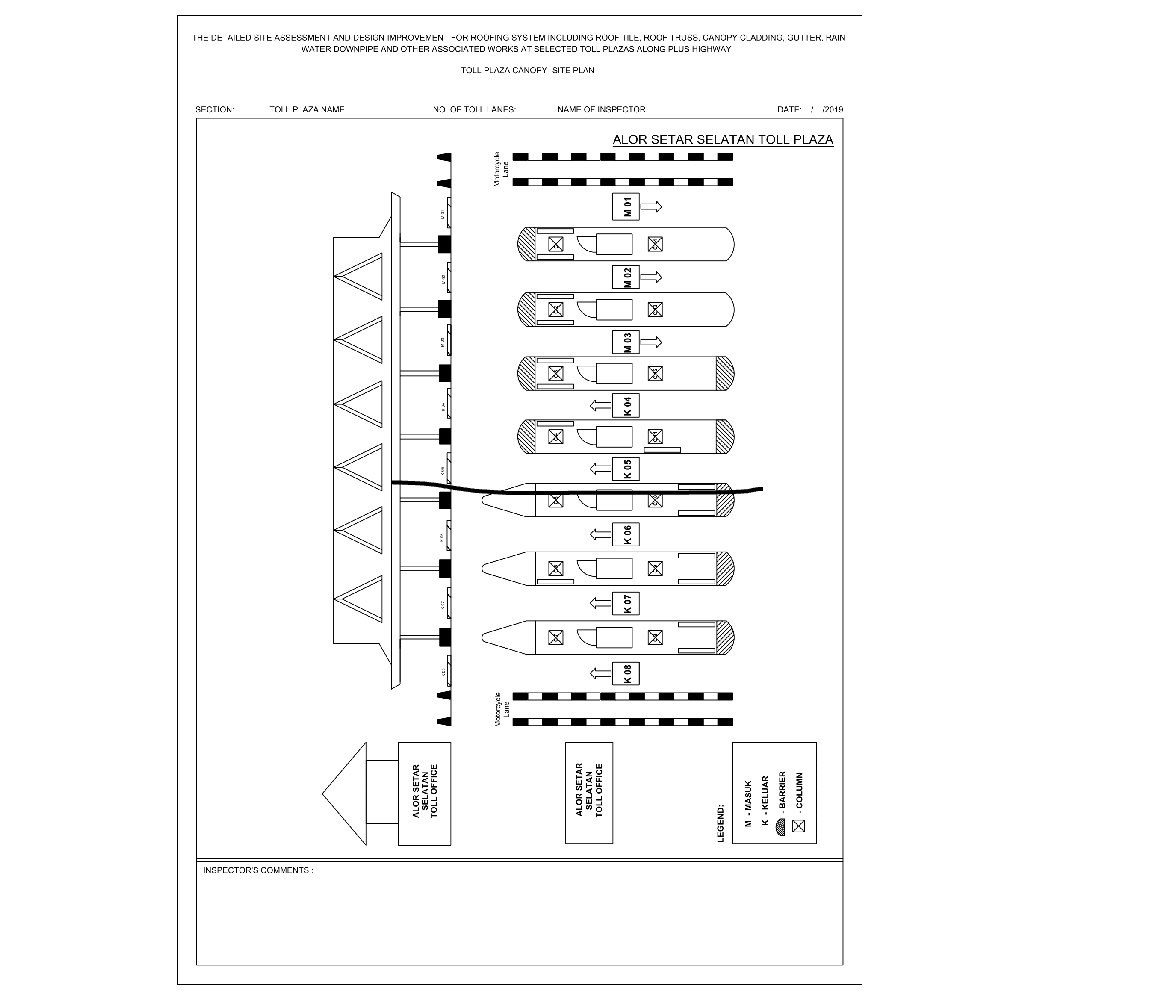 THE DETAILED SITE ASSESSMENT AND DESIGN IMPROVEMENT FOR ROOFING SYSTEM INCLUDING ROOF TILE, ROOF TRUSS, CANOPY CLADDING, GUTTER, RAIN
WATER DOWNPIPE AND OTHER ASSOCIATED WORKS AT SELECTED TOLL PLAZAS ALONG PLUS HIGHWAY
TOLL PLAZA CANOPY SITE PLAN
SECTION: TOLL PLAZA NAME NO. OF TOLL LANES: NAME OF INSPECTOR DATE: / /2019
ALOR SETAR SELATAN TOLL PLAZA
Motorcycle
Lane
M 01
M 02
M 03
K 04
K 05
K 06
K 07
K 08
Motorcycle
Lane
ALOR SETAR
SELATAN
TOLL OFFICE
ALOR SETAR
SELATAN
TOLL OFFICE
LEGEND:
M - MASUK
K - KELUAR
- BARRIER
- COLUMN
INSPECTOR'S COMMENTS :